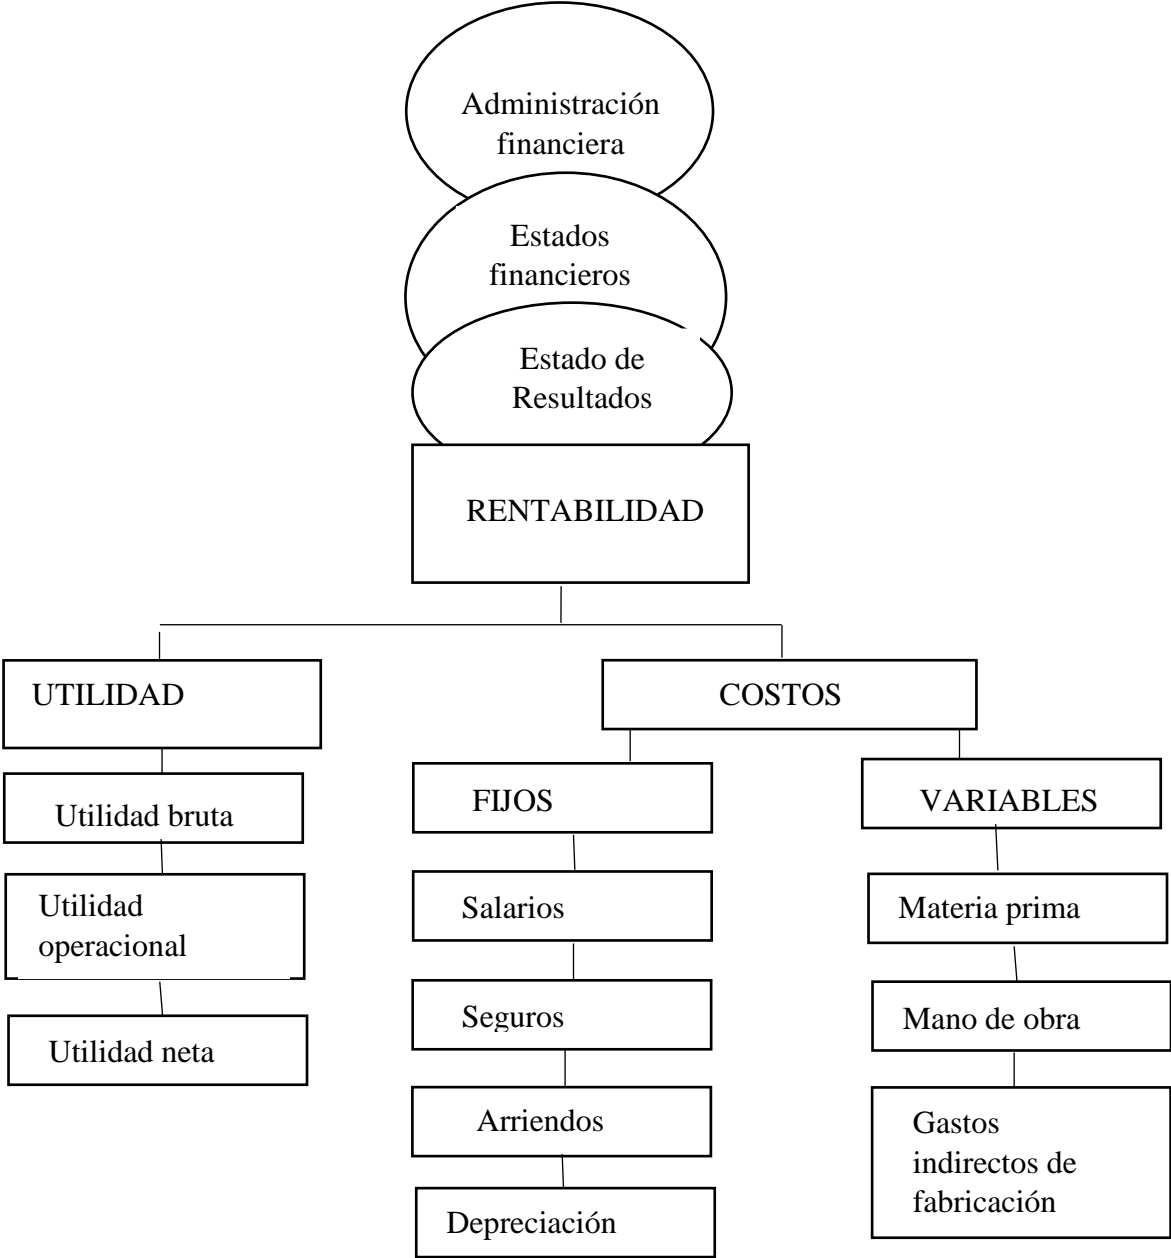 Administración
financiera
Estados
financieros
Estado de
Resultados
RENTABILIDAD
UTILIDAD
COSTOS
Utilidad bruta
Utilidad
operacional
Utilidad neta
FIJOS
Salarios
Seguros
Arriendos
Depreciación
VARIABLES
Materia prima
Mano de obra
Gastos
indirectos de
fabricación